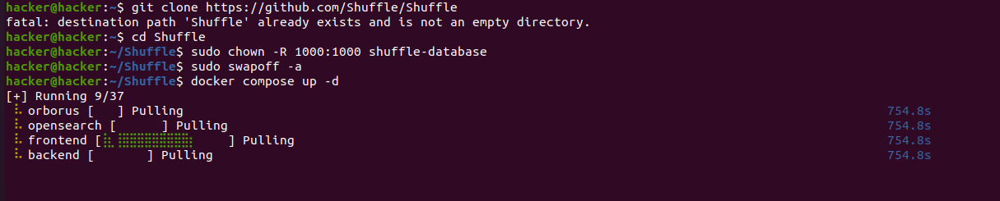 hacker@hacker:~$ git clone https://github.com/Shuffle/Shuffle
fatal: destination path 'Shuffle' already exists and is not an empty directory.
hacker@hacker:~$ cd Shuffle
hacker@hacker:~/Shuffle$ sudo chown -R 1000:1000 shuffle-database
hacker@hacker:~/Shuffle$ sudo swapoff -a
hacker@hacker:~/Shuffle$ docker compose up -d
[+] Running 9/37
⠧ orborus [   ] Pulling 754.8s
⠧ opensearch [      ] Pulling 754.8s
⠧ frontend [⣧⣿⣿⣿⣿⣿⣿⣿⣿⣿⡇     ] Pulling 754.8s
⠧ backend [       ] Pulling 754.8s